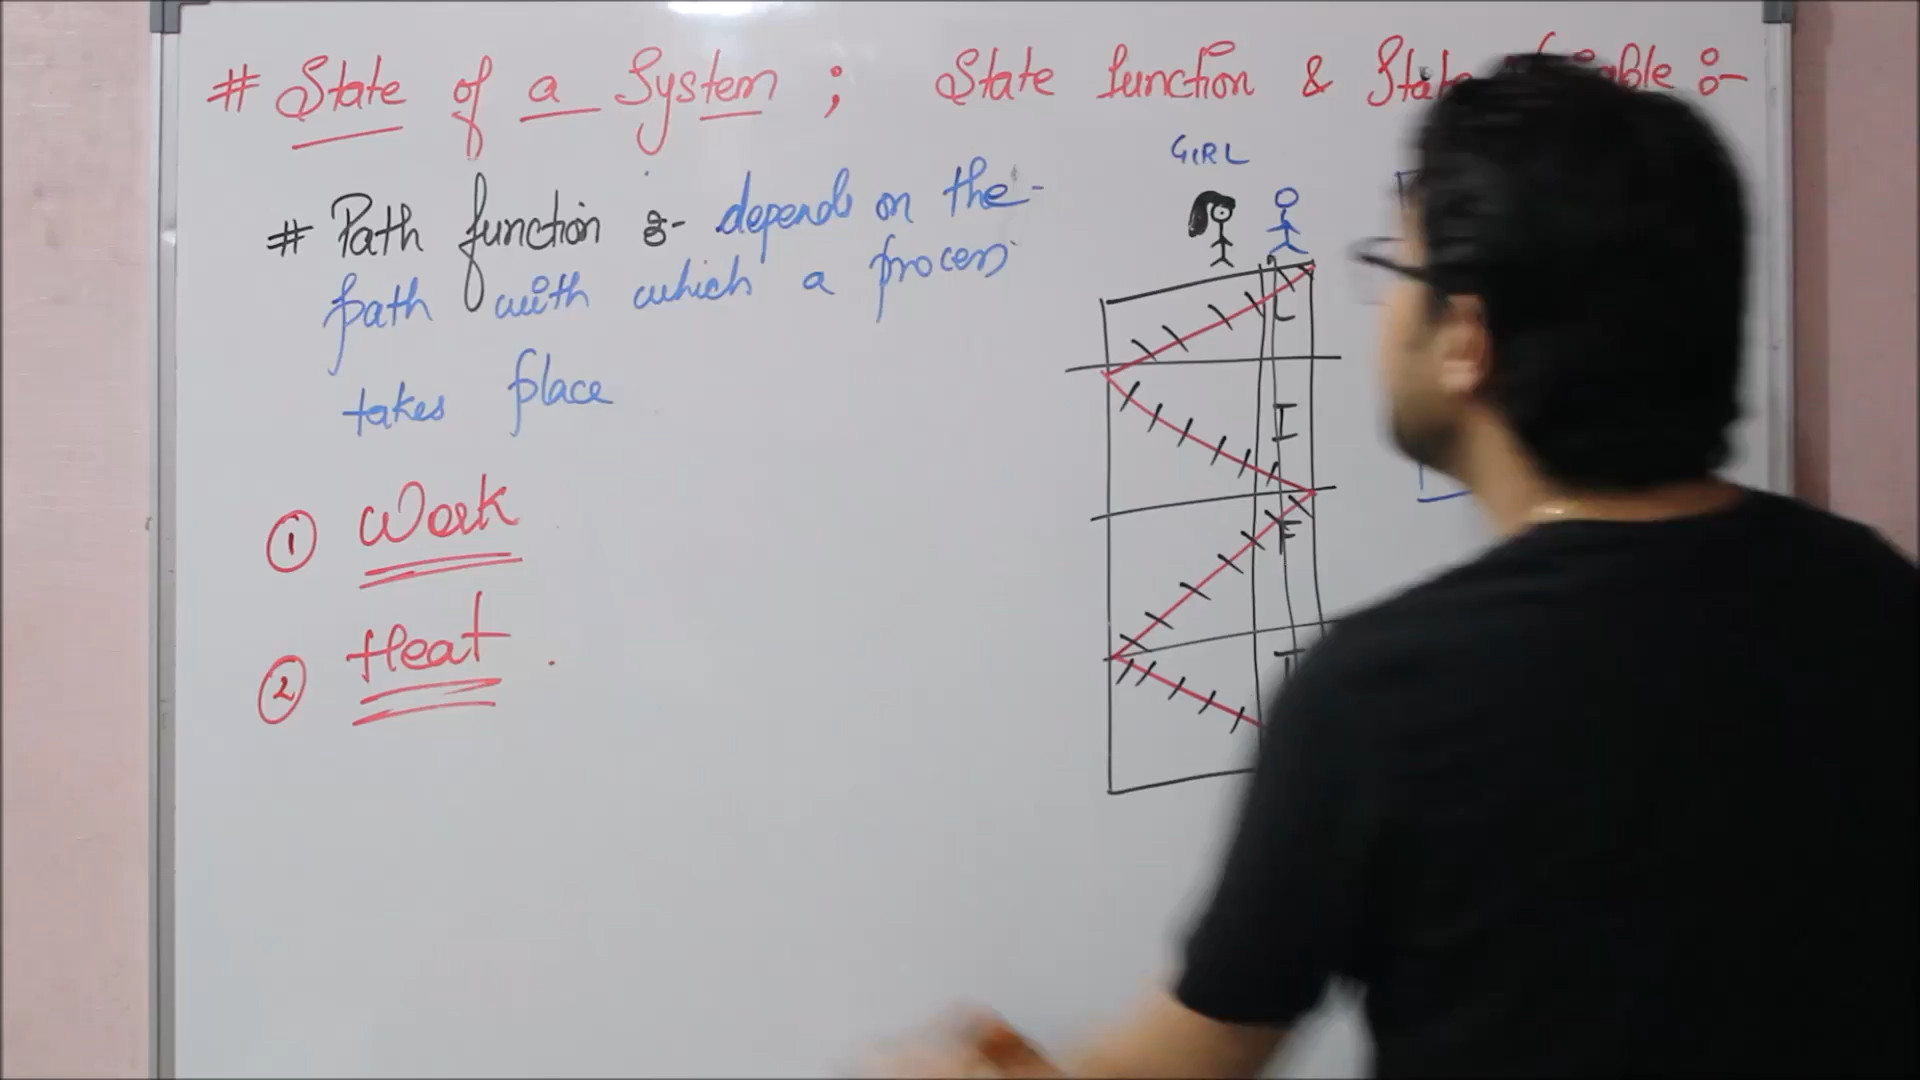 # State of a System ; State function & :-
GIRL
# Path function :- depends on the -
path with which a process
takes place
① Work
② Heat
L
I
F
T